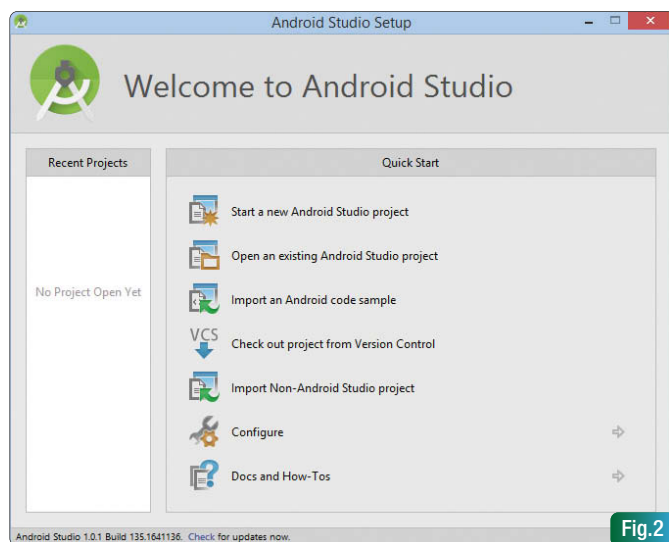 Android Studio Setup
Welcome to Android Studio
Recent Projects
No Project Open Yet
Quick Start
Start a new Android Studio project
Open an existing Android Studio project
Import an Android code sample
VCS
Check out project from Version Control
Import Non-Android Studio project
Configure
Docs and How-Tos
Android Studio 1.0.1 Build 135.1641136. Check for updates now.
Fig.2